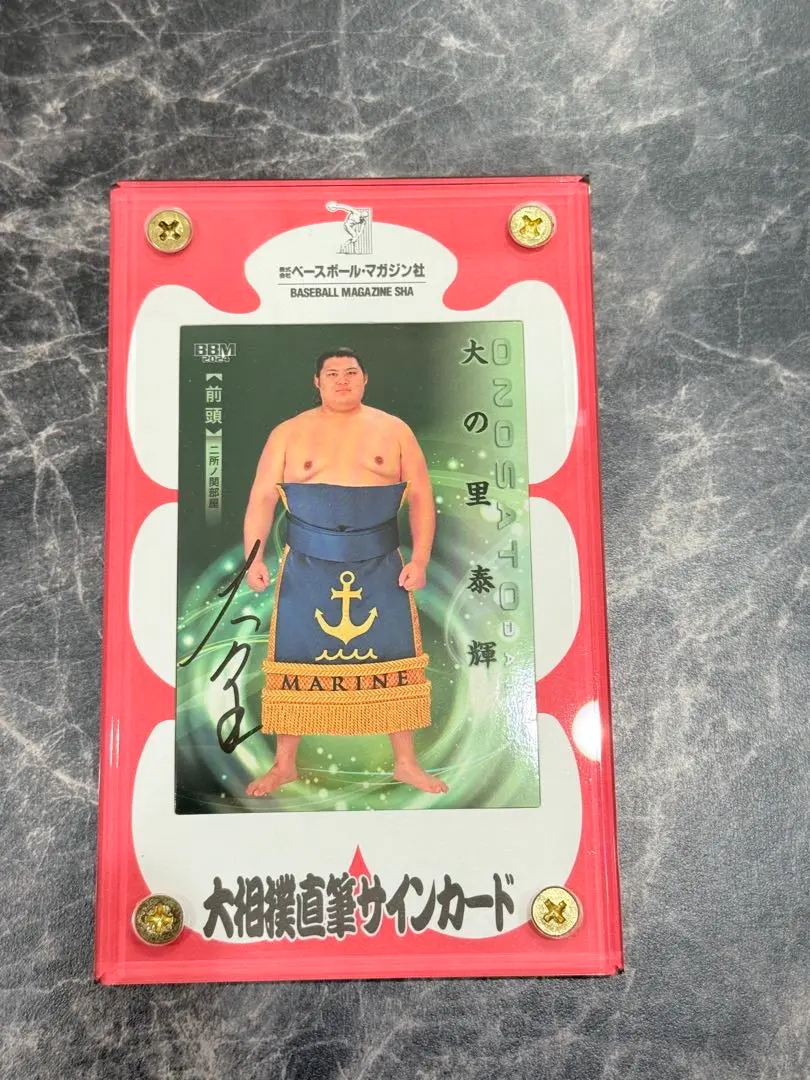 株式会社ベースボール・マガジン社
BASEBALL MAGAZINE SHA
BBM
2024
【前頭】
二所ノ関部屋
大の里泰輝
ONOSATO
MARINE
大相撲直筆サインカード